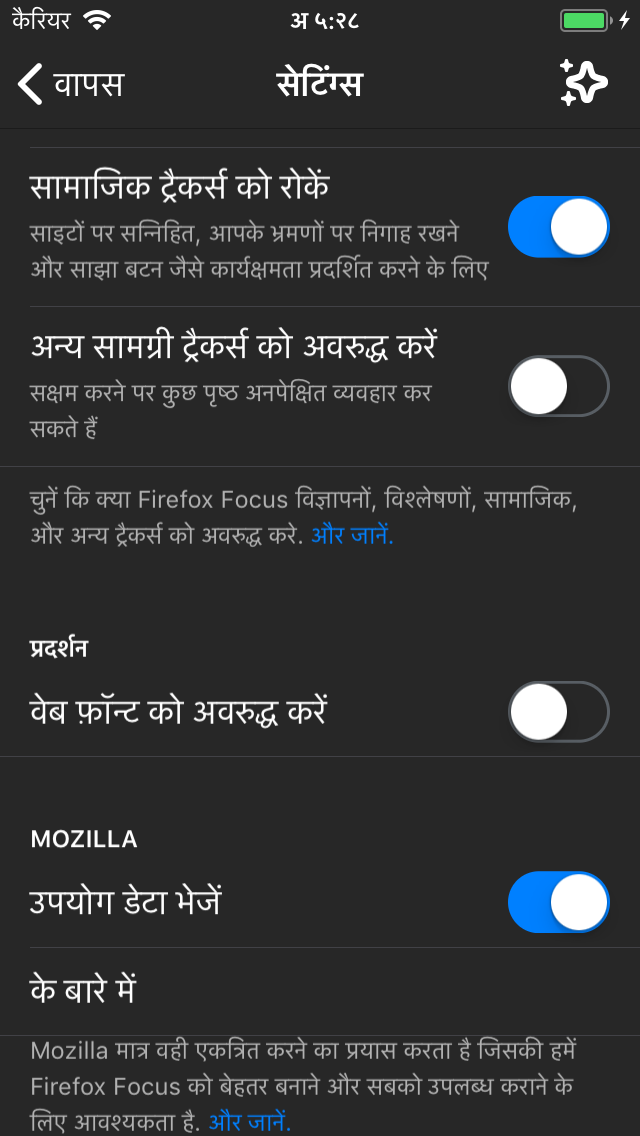 कैरियर
अ ५:२८
वापस
सेटिंग्स
सामाजिक ट्रैकर्स को रोकें
साइटों पर सन्निहित, आपके भ्रमणों पर निगाह रखने
और साझा बटन जैसे कार्यक्षमता प्रदर्शित करने के लिए
अन्य सामग्री ट्रैकर्स को अवरुद्ध करें
सक्षम करने पर कुछ पृष्ठ अनपेक्षित व्यवहार कर
सकते हैं
चुनें कि क्या Firefox Focus विज्ञापनों, विश्लेषणों, सामाजिक,
और अन्य ट्रैकर्स को अवरुद्ध करे. और जानें.
प्रदर्शन
वेब फ़ॉन्ट को अवरुद्ध करें
MOZILLA
उपयोग डेटा भेजें
के बारे में
Mozilla मात्र वही एकत्रित करने का प्रयास करता है जिसकी हमें
Firefox Focus को बेहतर बनाने और सबको उपलब्ध कराने के
लिए आवश्यकता है. और जानें.